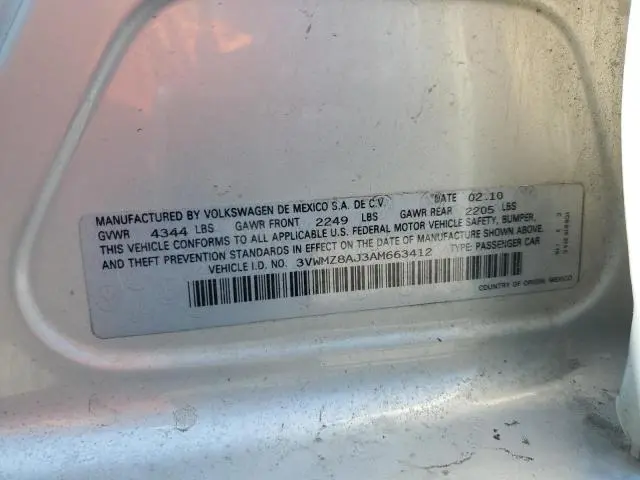 MANUFACTURED BY VOLKSWAGEN DE MEXICO S.A. DE C.V. DATE 02.10
GVWR 4344 LBS GAWR FRONT 2249 LBS GAWR REAR 2205 LBS
THIS VEHICLE CONFORMS TO ALL APPLICABLE U.S. FEDERAL MOTOR VEHICLE SAFETY, BUMPER,
AND THEFT PREVENTION STANDARDS IN EFFECT ON THE DATE OF MANUFACTURE SHOWN ABOVE.
VEHICLE I.D. NO. 3VWMZ8AJ3AM663412 TYPE: PASSENGER CAR
COUNTRY OF ORIGIN: MEXICO